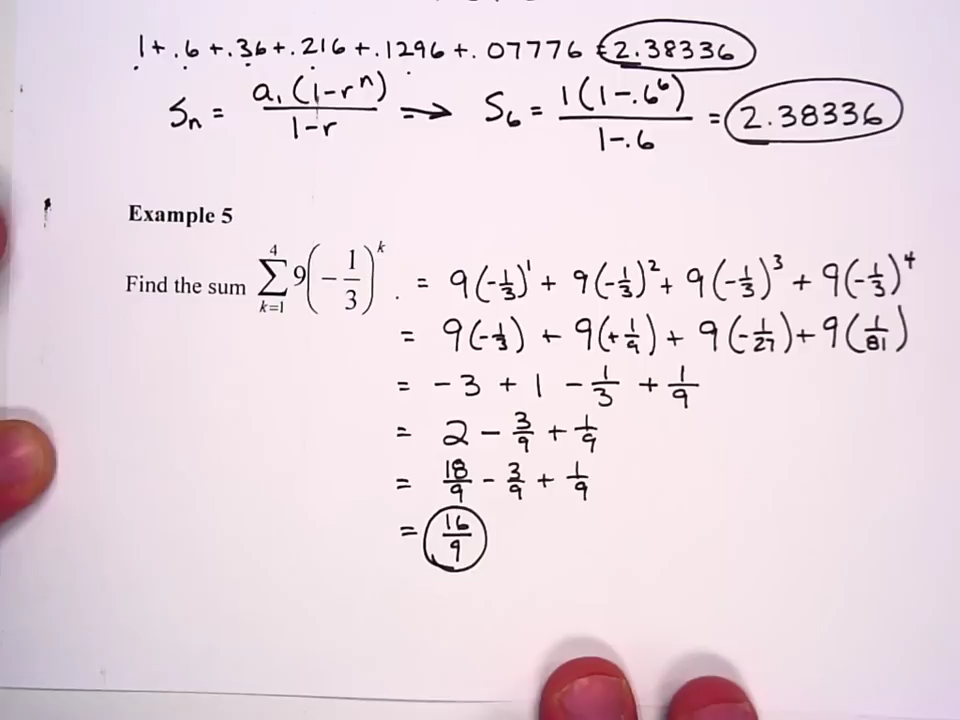 1 + .6 + .36 + .216 + .1296 + .07776 = 2.38336
Sₙ = a₁(1-rⁿ)/(1-r) → S₆ = 1(1-.6⁶)/(1-.6) = 2.38336
Example 5
Find the sum ∑_{k=1}^{4} 9(-1/3)^k . = 9(-1/3)¹ + 9(-1/3)² + 9(-1/3)³ + 9(-1/3)⁴
= 9(-1/3) + 9(+1/9) + 9(-1/27) + 9(1/81)
= -3 + 1 - 1/3 + 1/9
= 2 - 3/9 + 1/9
= 18/9 - 3/9 + 1/9
= 16/9